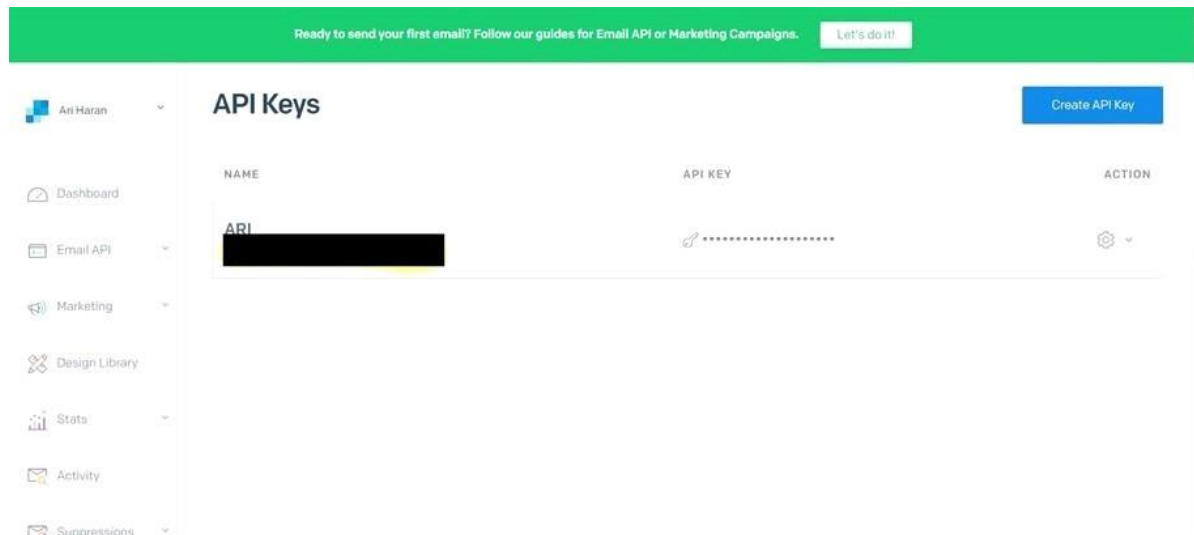 Ready to send your first email? Follow our guides for Email API or Marketing Campaigns. Let's do it!
Ari Haran
API Keys
Create API Key
Dashboard
Email API
Marketing
Design Library
Stats
Activity
Suppressions
NAME API KEY ACTION
ARI
••••••••••••••••••••